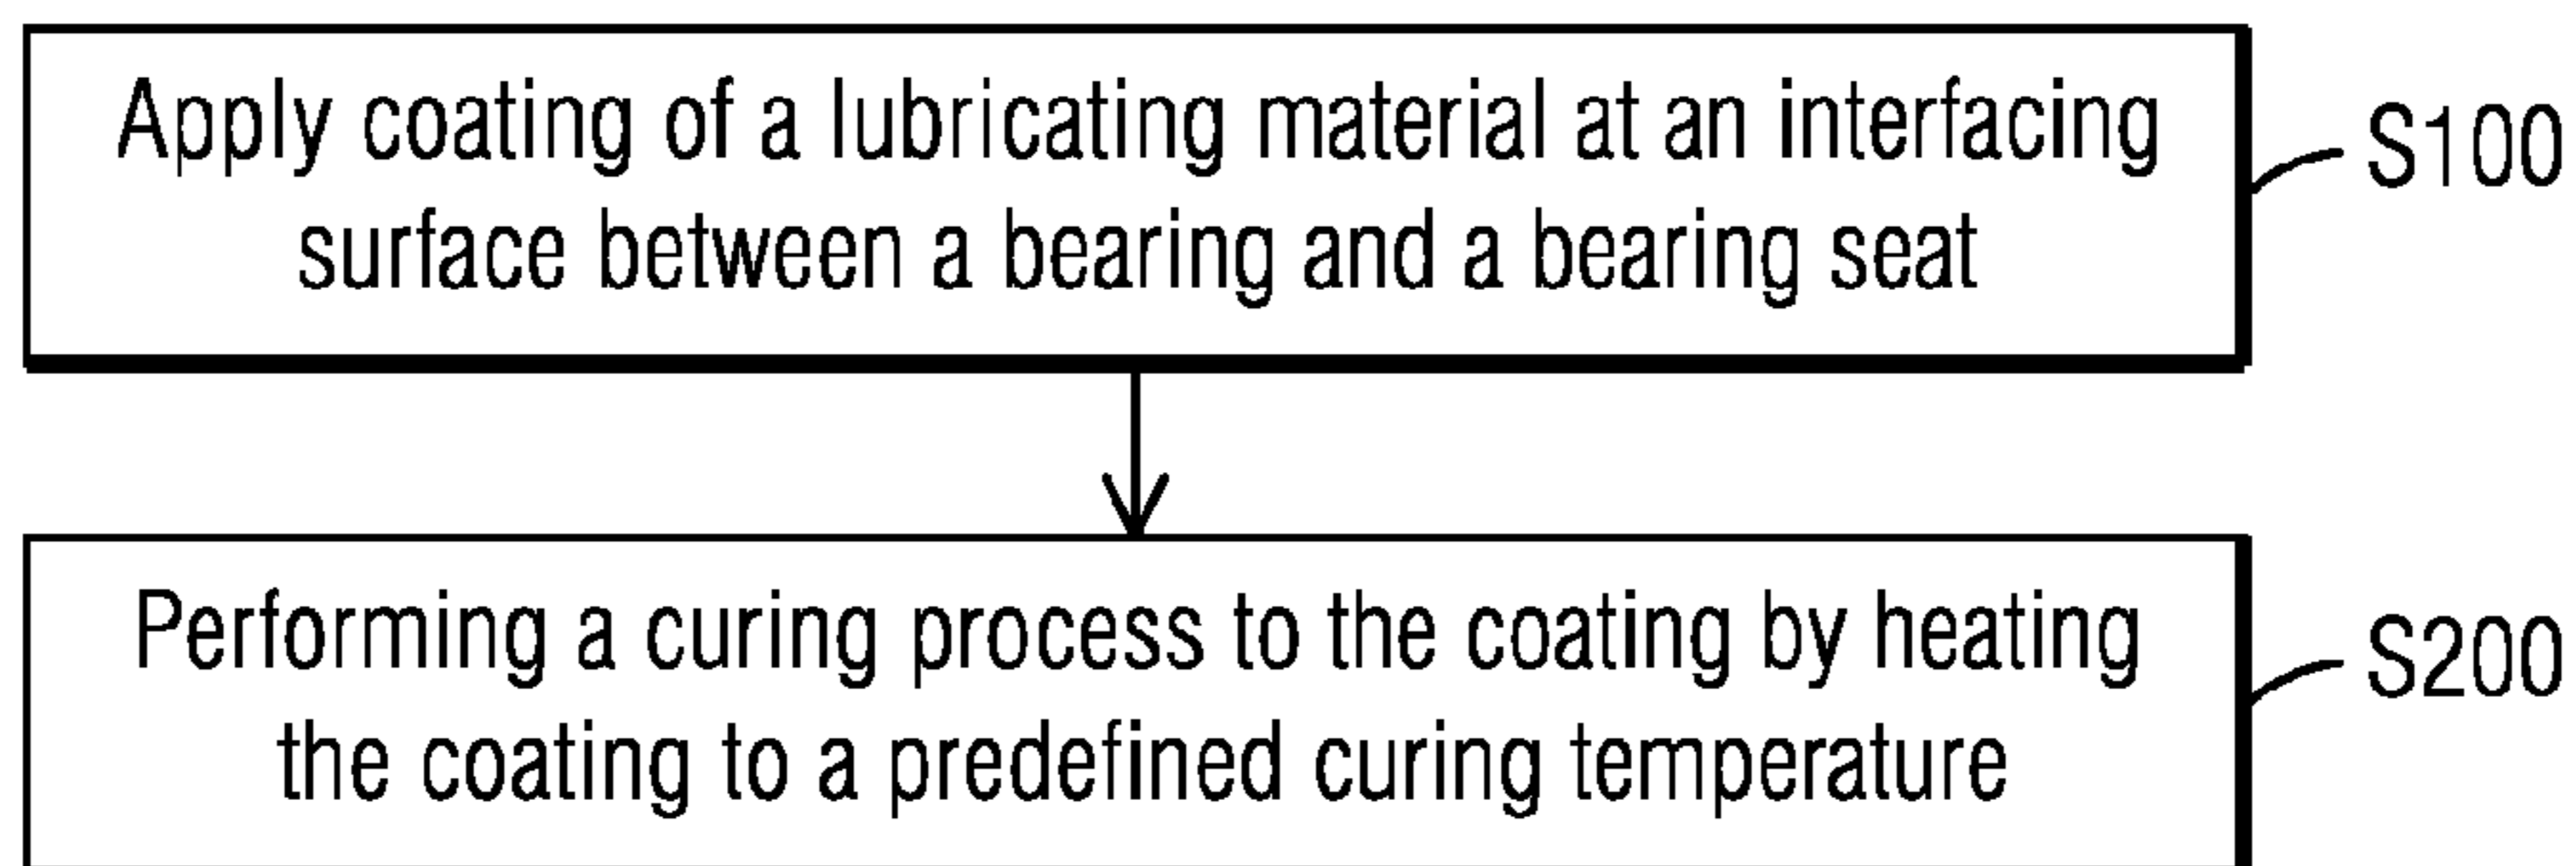 Apply coating of a lubricating material at an interfacing
surface between a bearing and a bearing seat
S100
Performing a curing process to the coating by heating
the coating to a predefined curing temperature
S200